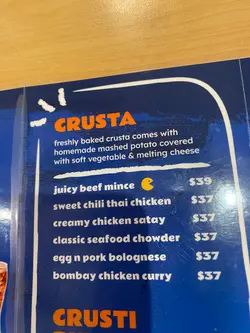 CRUSTA
freshly baked crusta comes with
homemade mashed potato covered
with soft vegetable & melting cheese
juicy beef mince $39
sweet chili thai chicken $37
creamy chicken satay $37
classic seafood chowder $37
egg n pork bolognese $37
bombay chicken curry $37
CRUSTI